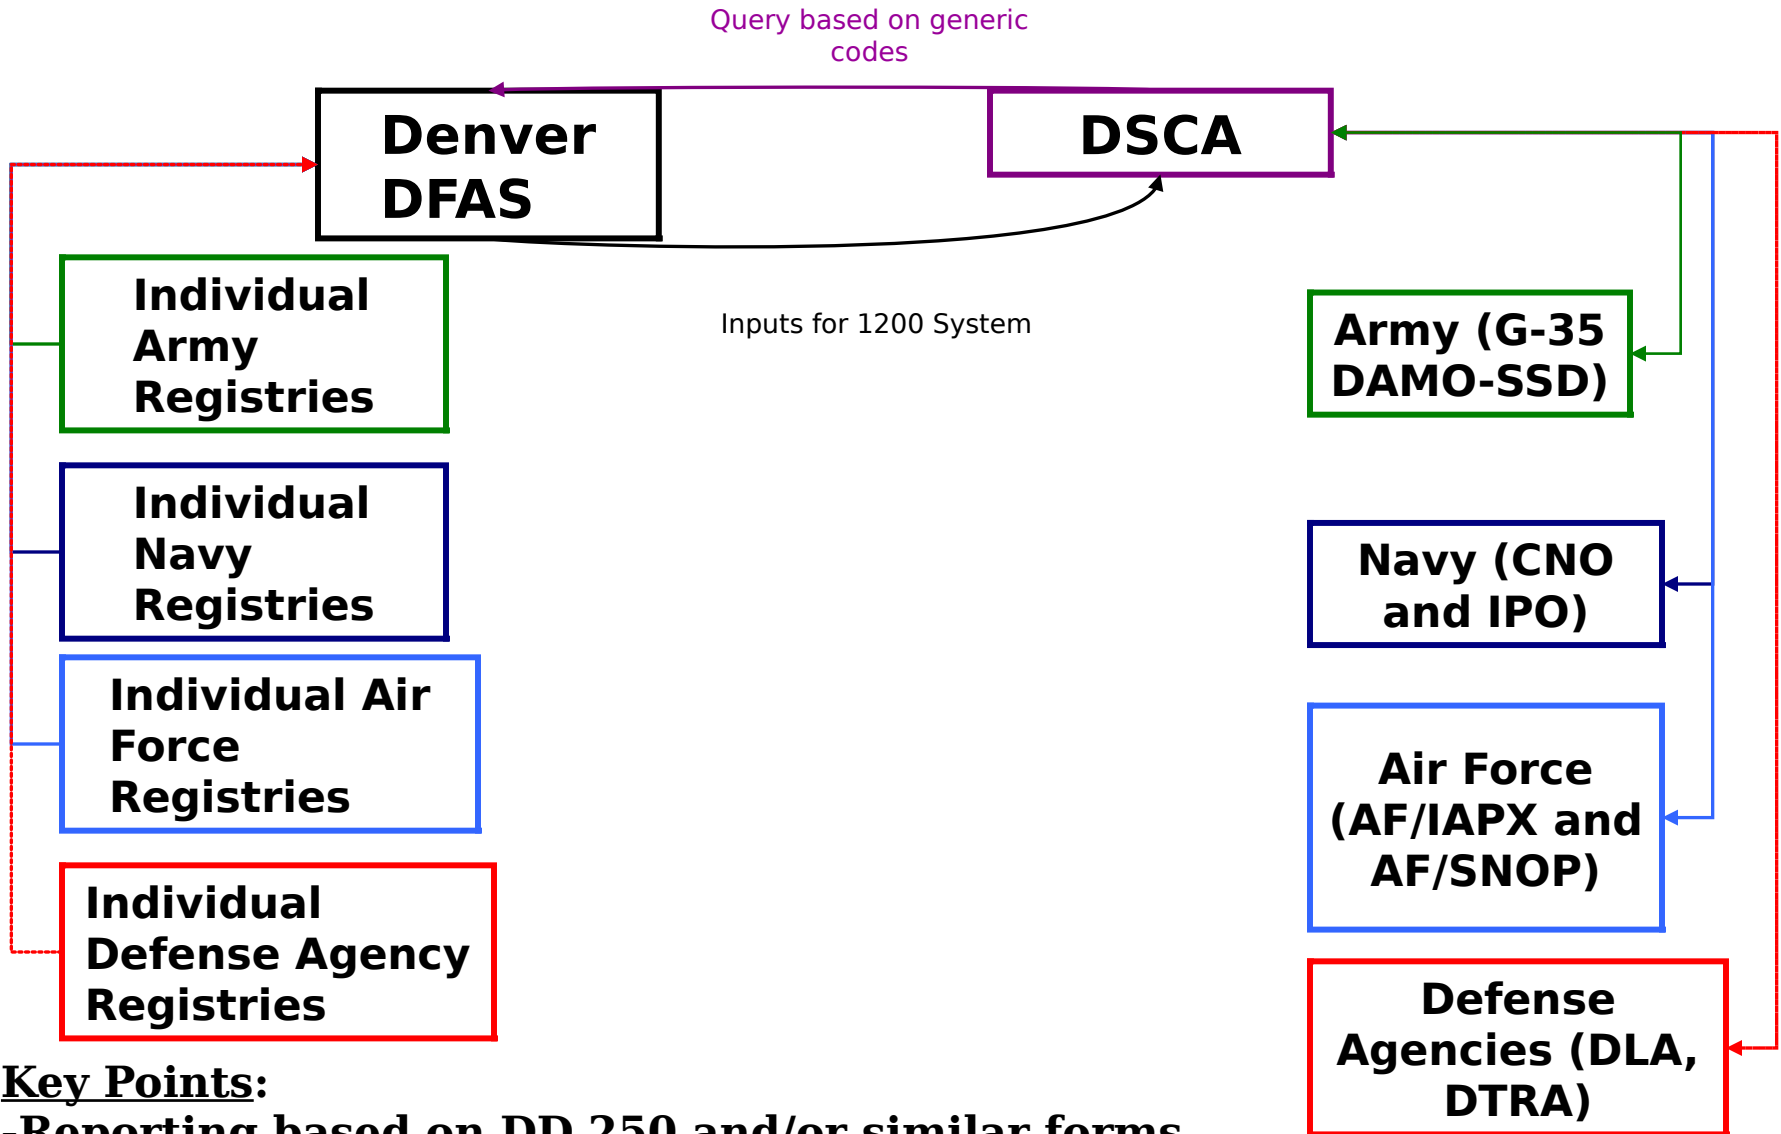 Query based on generic
codes
Denver
DFAS
DSCA
Individual
Army
Registries
Inputs for 1200 System
Army (G-35
DAMO-SSD)
Individual
Navy
Registries
Navy (CNO
and IPO)
Individual Air
Force
Registries
Air Force
(AF/IAPX and
AF/SNOP)
Individual
Defense Agency
Registries
Defense
Agencies (DLA,
DTRA)
Key Points:
-Reporting based on DD 250 and/or similar forms